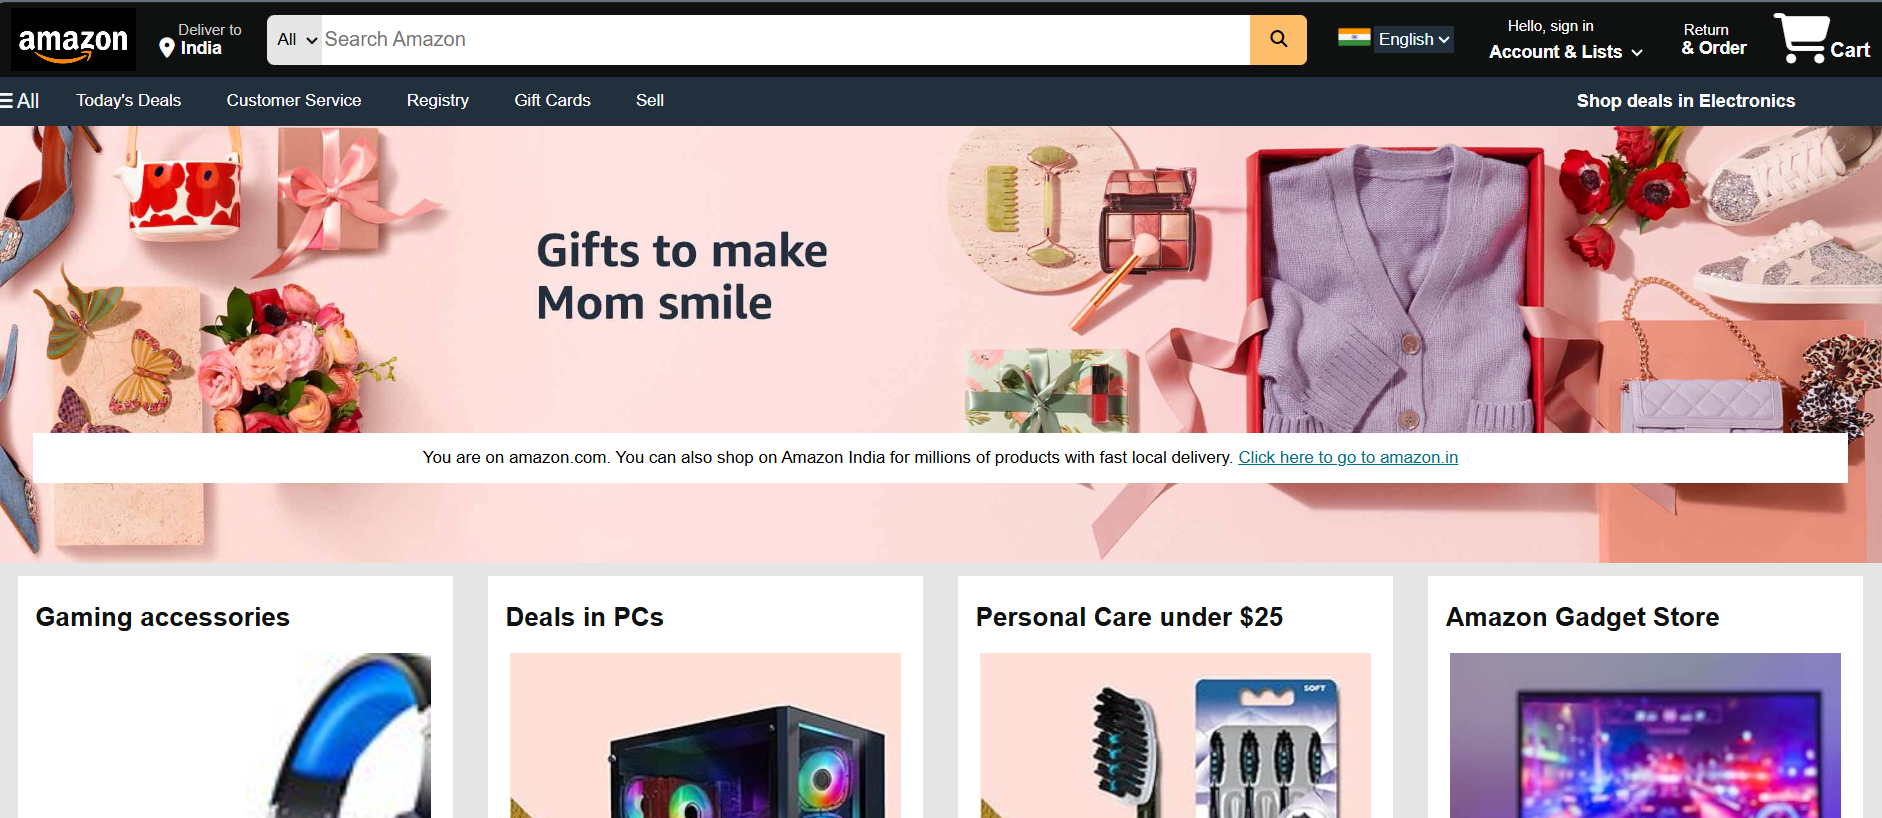 amazon
Deliver to
India
All
Search Amazon
English
Hello, sign in
Account & Lists
Return
& Order
Cart
All
Today's Deals
Customer Service
Registry
Gift Cards
Sell
Shop deals in Electronics
Gifts to make
Mom smile
You are on amazon.com. You can also shop on Amazon India for millions of products with fast local delivery. Click here to go to amazon.in
Gaming accessories
Deals in PCs
Personal Care under $25
Amazon Gadget Store
SOFT